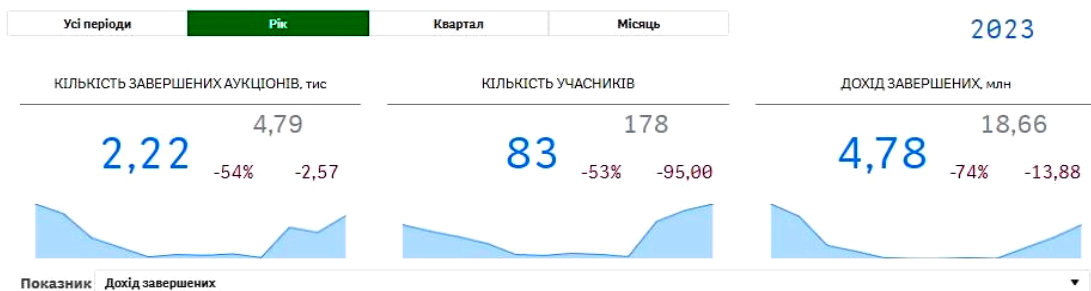 Усі періоди Рік Квартал Місяць
2023
КІЛЬКІСТЬ ЗАВЕРШЕНИХ АУКЦІОНІВ, тис
4,79
2,22
-54% -2,57
КІЛЬКІСТЬ УЧАСНИКІВ
178
83
-53% -95,00
ДОХІД ЗАВЕРШЕНИХ, млн
18,66
4,78
-74% -13,88
Показник Дохід завершених